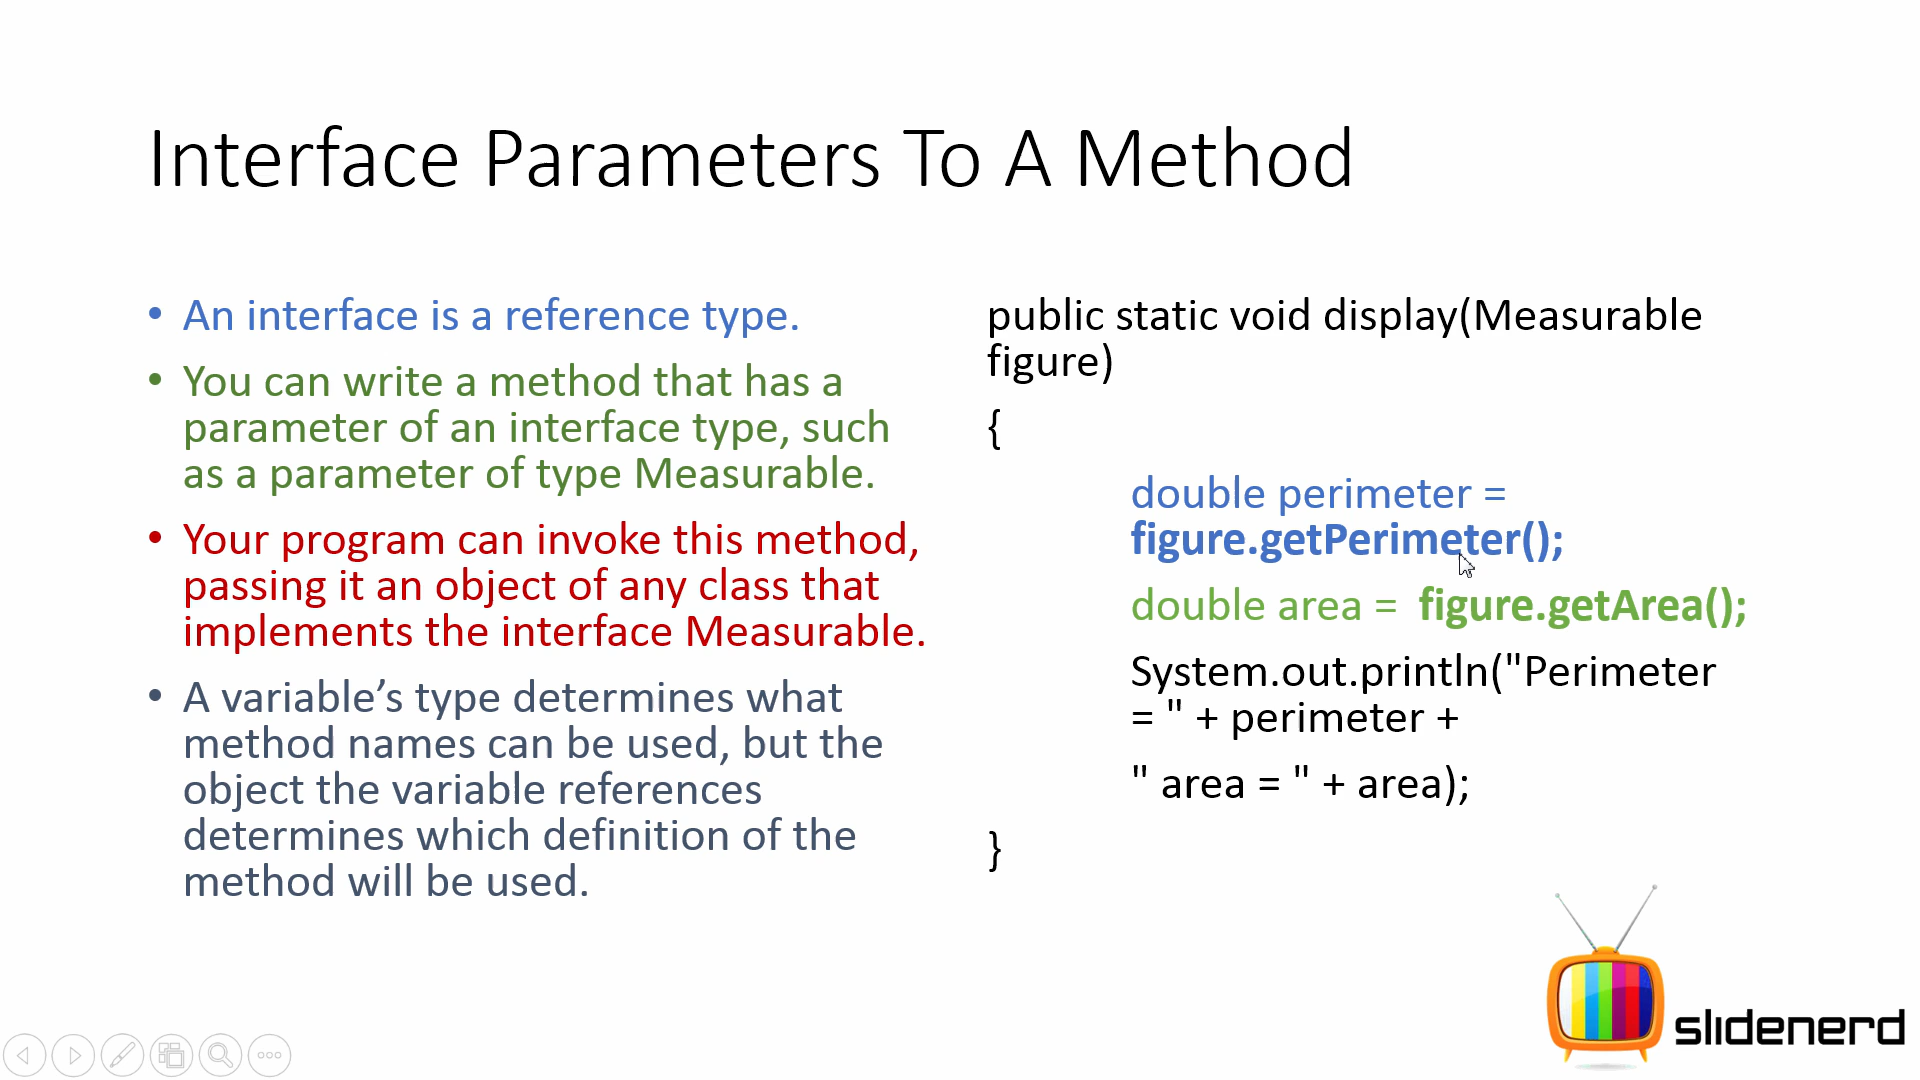 Interface Parameters To A Method
• An interface is a reference type.
• You can write a method that has a
parameter of an interface type, such
as a parameter of type Measurable.
• Your program can invoke this method,
passing it an object of any class that
implements the interface Measurable.
• A variable’s type determines what
method names can be used, but the
object the variable references
determines which definition of the
method will be used.
public static void display(Measurable
figure)
{
double perimeter =
figure.getPerimeter();
double area = figure.getArea();
System.out.println("Perimeter
= " + perimeter +
" area = " + area);
}
slidenerd